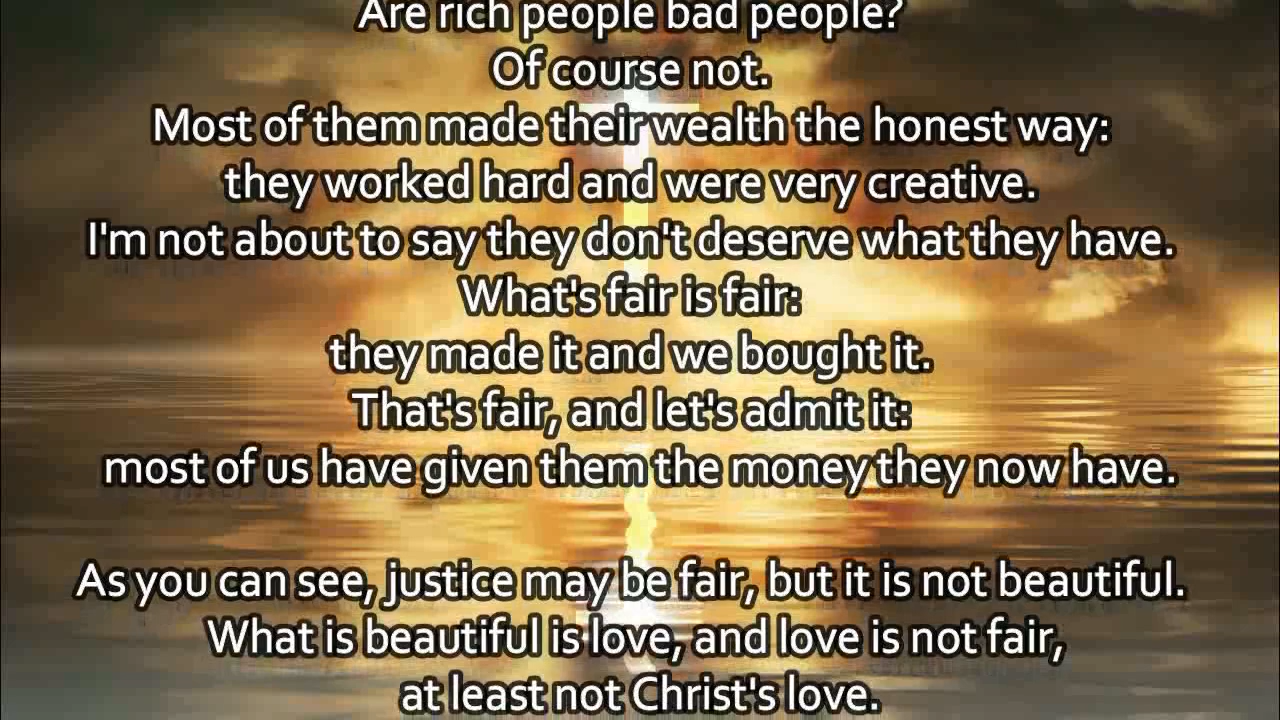 Are rich people bad people?
Of course not.
Most of them made their wealth the honest way:
they worked hard and were very creative.
I'm not about to say they don't deserve what they have.
What's fair is fair:
they made it and we bought it.
That's fair, and let's admit it:
most of us have given them the money they now have.
As you can see, justice may be fair, but it is not beautiful.
What is beautiful is love, and love is not fair,
at least not Christ's love.